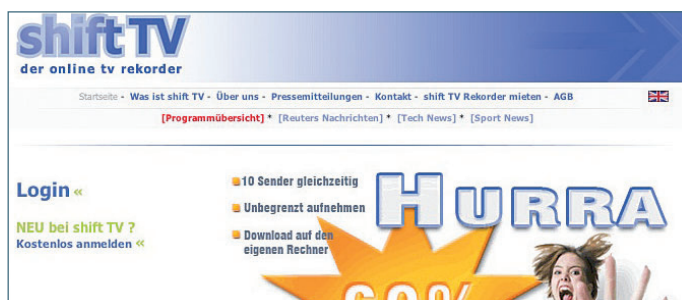 shift TV
der online tv rekorder
Startseite - Was ist shift TV - Über uns - Pressemitteilungen - Kontakt - shift TV Rekorder mieten - AGB
[Programmübersicht] * [Reuters Nachrichten] * [Tech News] * [Sport News]
Login «
NEU bei shift TV ?
Kostenlos anmelden «
10 Sender gleichzeitig
Unbegrenzt aufnehmen
Download auf den
eigenen Rechner
HURRA
60%